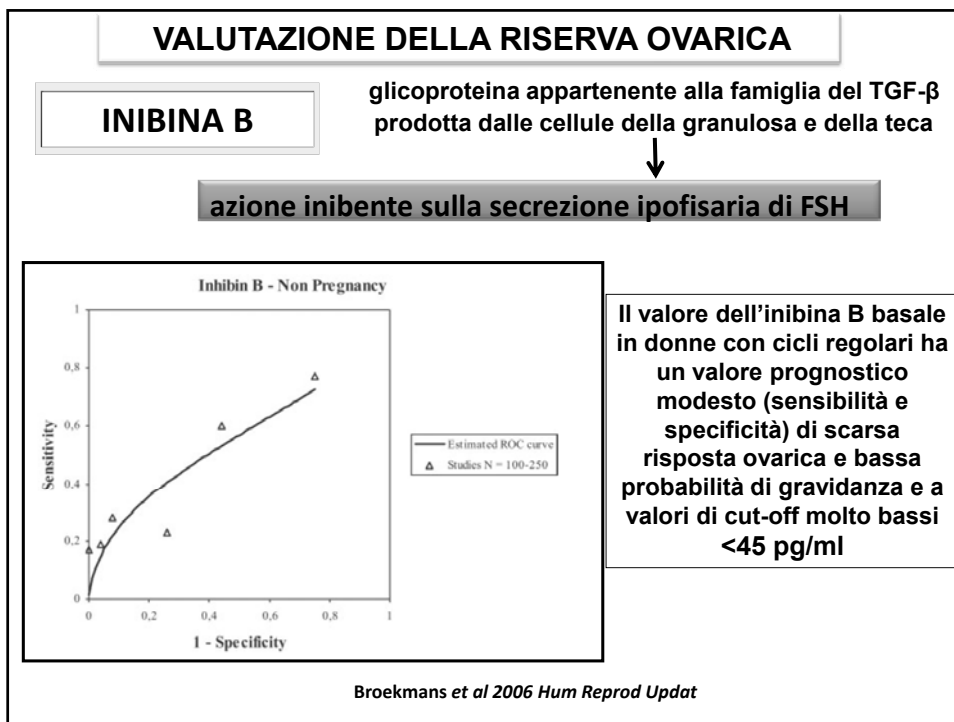 VALUTAZIONE DELLA RISERVA OVARICA
INIBINA B
glicoproteina appartenente alla famiglia del TGF-β
prodotta dalle cellule della granulosa e della teca
azione inibente sulla secrezione ipofisaria di FSH
Inhibin B - Non Pregnancy
1
0,8
0,6
0,4
0,2
0
Sensitivity
0
0,2
0,4
0,6
0,8
1
1 - Specificity
Estimated ROC curve
Studies N = 100-250
Il valore dell'inibina B basale
in donne con cicli regolari ha
un valore prognostico
modesto (sensibilità e
specificità) di scarsa
risposta ovarica e bassa
probabilità di gravidanza e a
valori di cut-off molto bassi
<45 pg/ml
Broekmans et al 2006 Hum Reprod Updat